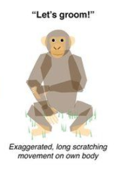 “Let's groom!”
Exaggerated, long scratching
movement on own body